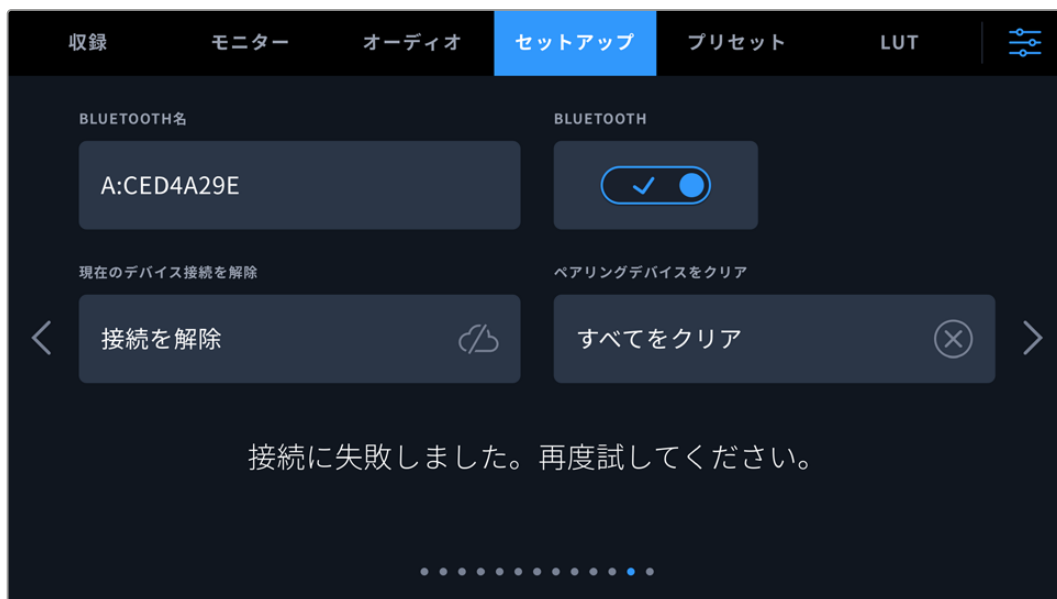 収録 モニター オーディオ セットアップ プリセット LUT
BLUETOOTH名 BLUETOOTH
A:CED4A29E
現在のデバイス接続を解除 ペアリングデバイスをクリア
接続を解除 すべてをクリア
接続に失敗しました。再度試してください。